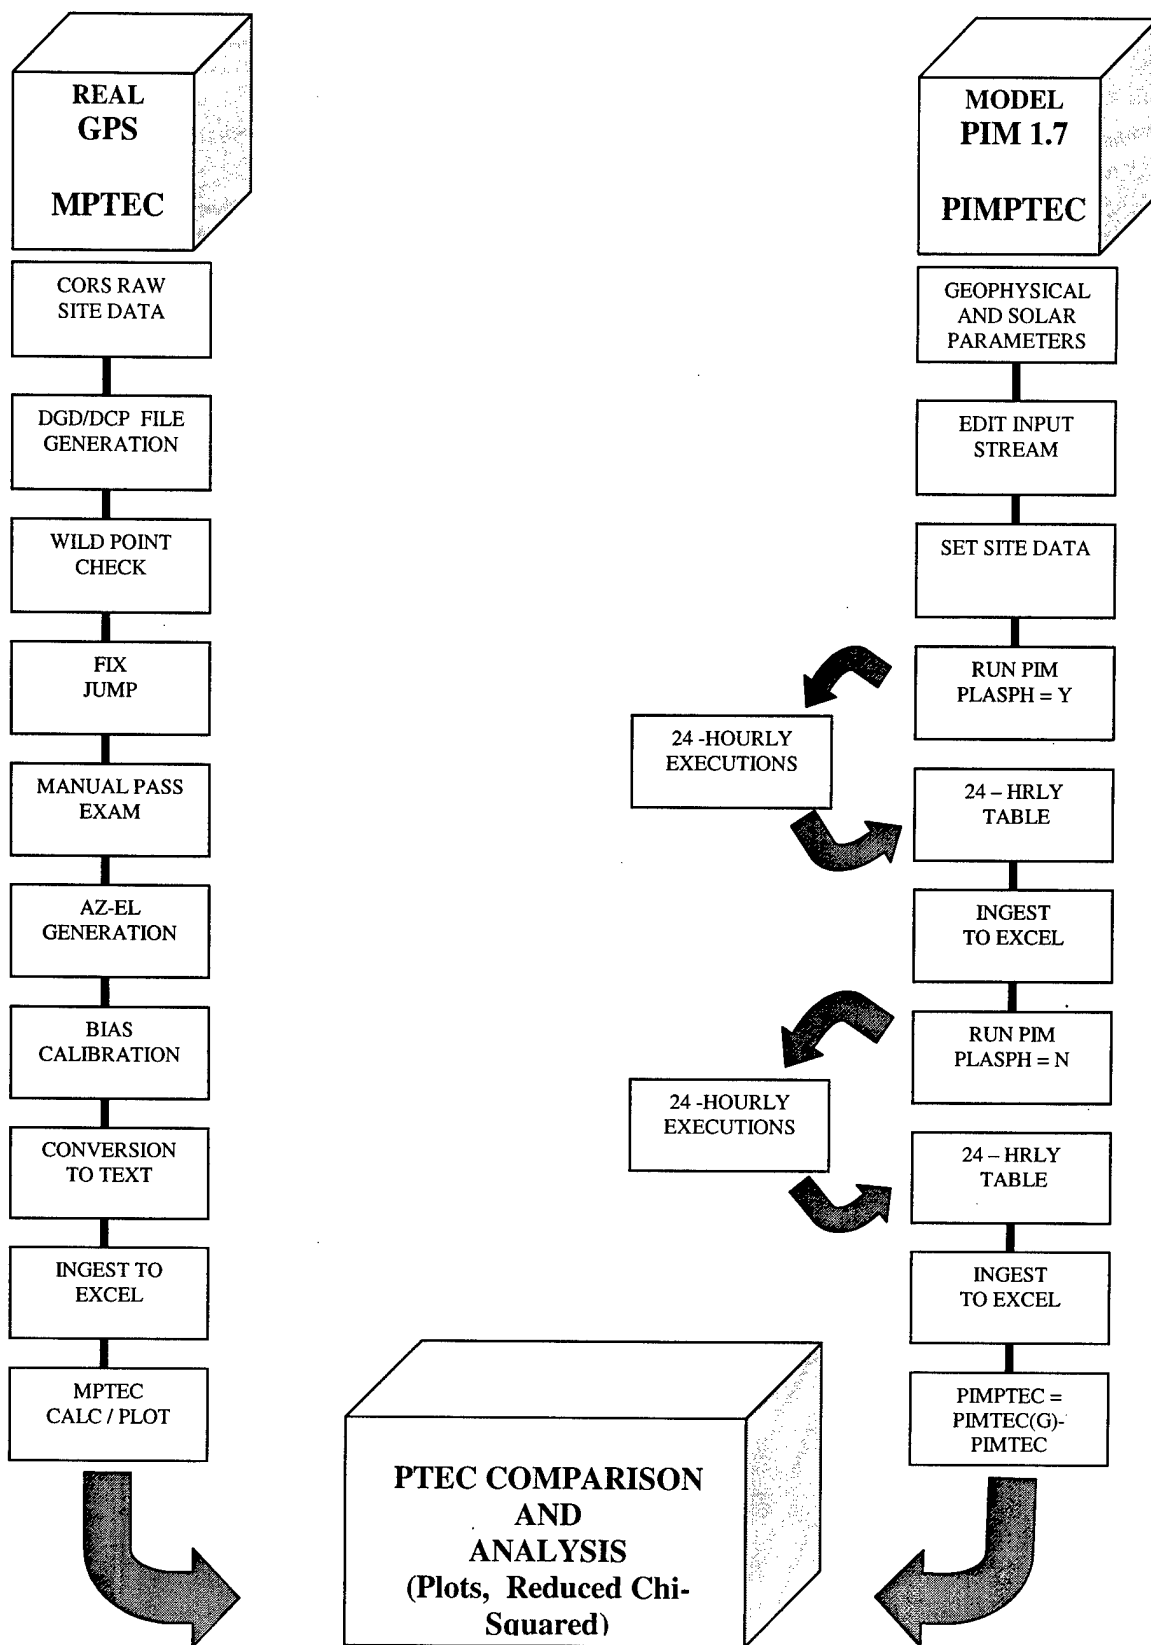 REAL
GPS
MPTEC
CORS RAW
SITE DATA
DGD/DCP FILE
GENERATION
WILD POINT
CHECK
FIX
JUMP
MANUAL PASS
EXAM
AZ-EL
GENERATION
BIAS
CALIBRATION
CONVERSION
TO TEXT
INGEST TO
EXCEL
MPTEC
CALC / PLOT
MODEL
PIM 1.7
PIMPTEC
GEOPHYSICAL
AND SOLAR
PARAMETERS
EDIT INPUT
STREAM
SET SITE DATA
RUN PIM
PLASPH = Y
24 -HOURLY
EXECUTIONS
24 – HRLY
TABLE
INGEST
TO EXCEL
RUN PIM
PLASPH = N
24 -HOURLY
EXECUTIONS
24 – HRLY
TABLE
INGEST
TO EXCEL
PIMPTEC =
PIMTEC(G)-
PIMTEC
PTEC COMPARISON
AND
ANALYSIS
(Plots, Reduced Chi-
Squared)